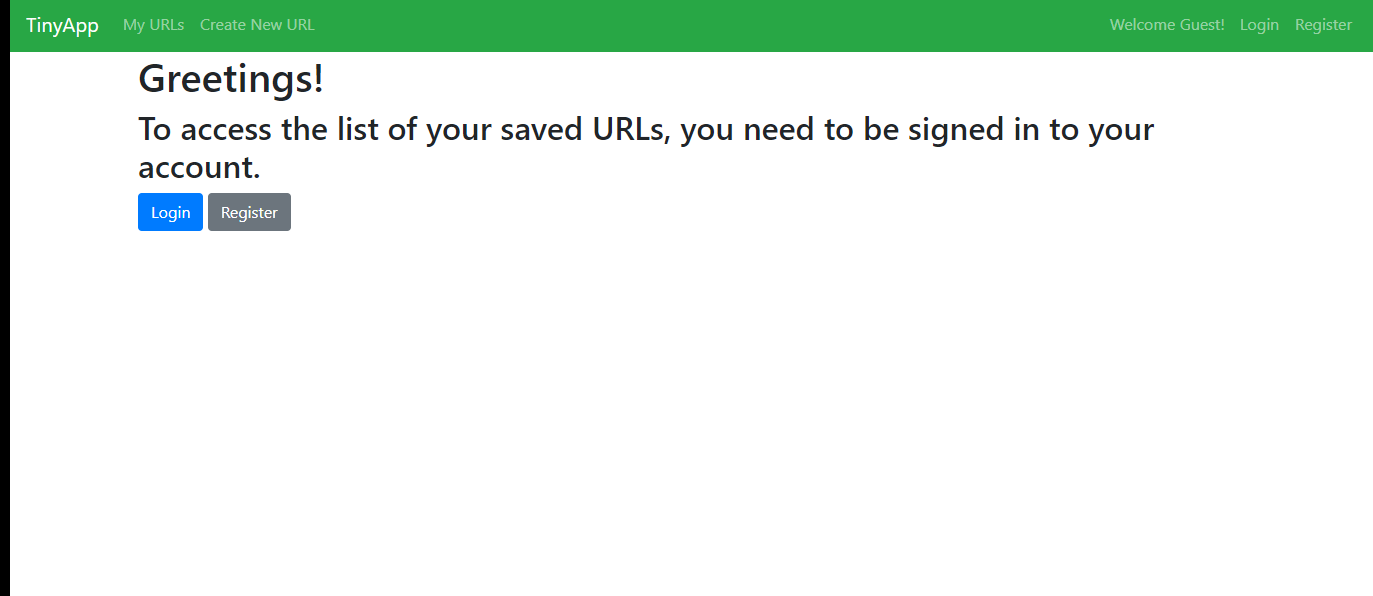 TinyApp My URLs Create New URL Welcome Guest! Login Register
Greetings!
To access the list of your saved URLs, you need to be signed in to your
account.
Login Register